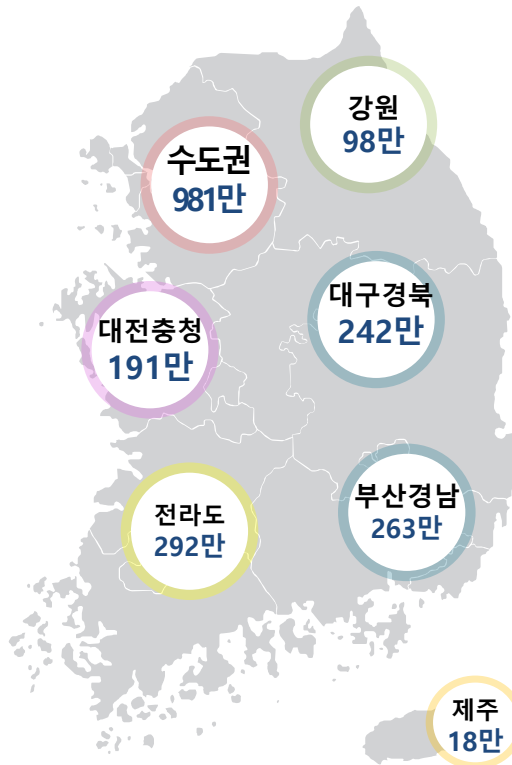 강원
98만
수도권
981만
대구경북
242만
대전충청
191만
부산경남
263만
전라도
292만
제주
18만